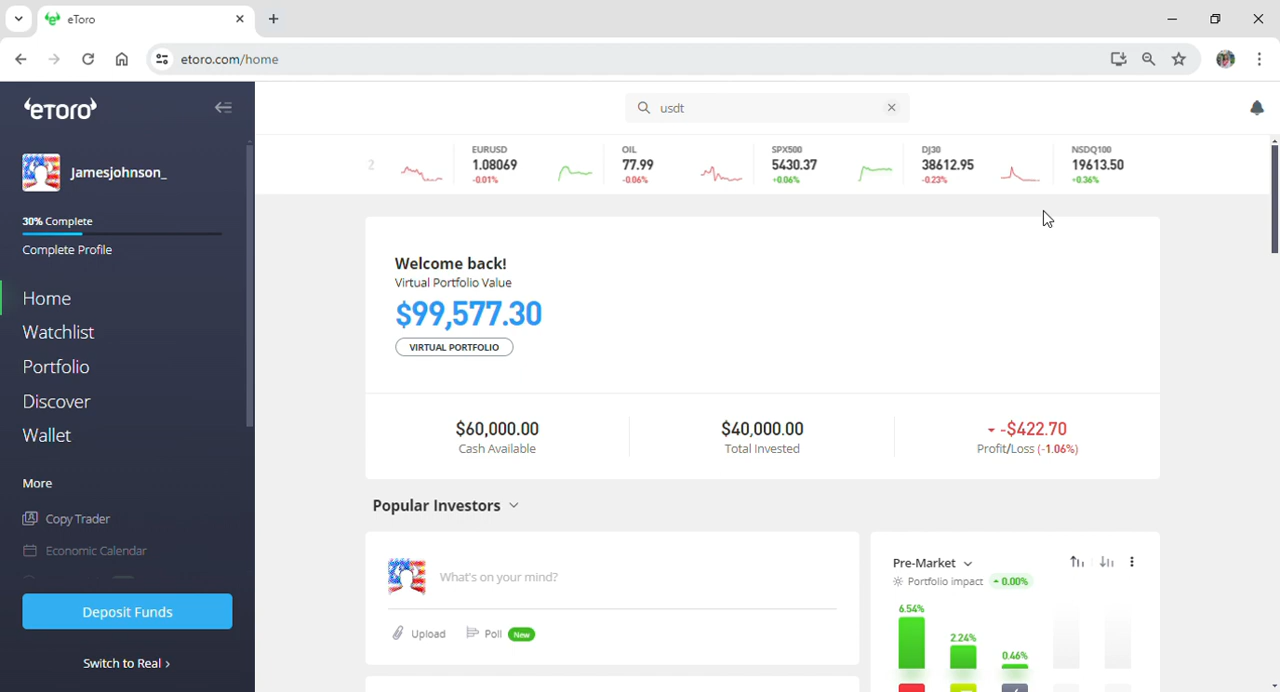 eToro
etoro.com/home
eToro
usdt
Jamesjohnson_
30% Complete
Complete Profile
Home
Watchlist
Portfolio
Discover
Wallet
More
Copy Trader
Economic Calendar
Deposit Funds
Switch to Real ›
2
EURUSD
1.08069
-0.01%
OIL
77.99
-0.06%
SPX500
5430.37
+0.06%
DJ30
38612.95
-0.23%
NSDQ100
19613.50
+0.36%
Welcome back!
Virtual Portfolio Value
$99,577.30
VIRTUAL PORTFOLIO
$60,000.00
Cash Available
$40,000.00
Total Invested
-$422.70
Profit/Loss (-1.06%)
Popular Investors
What's on your mind?
Upload
Poll New
Pre-Market
Portfolio impact 0.00%
6.54%
2.24%
0.46%